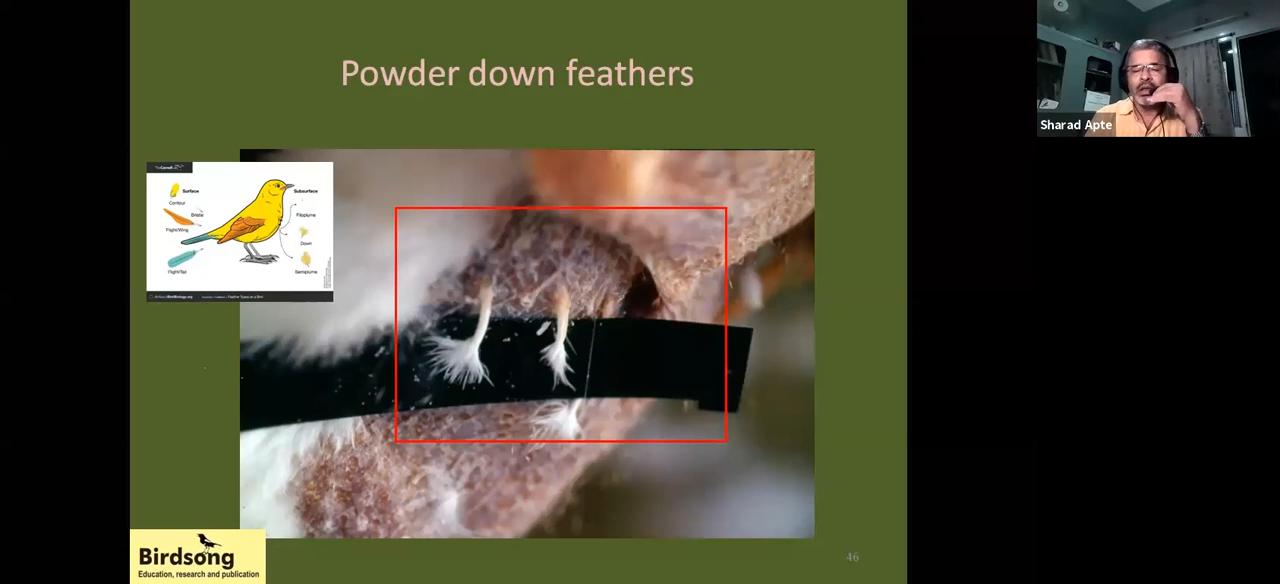 Powder down feathers
Sharad Apte
Surface
Subsurface
Contour
Bristle
Filoplume
Flight/Wing
Down
Flight/Tail
Semiplume
Birdsong
Education, research and publication
46